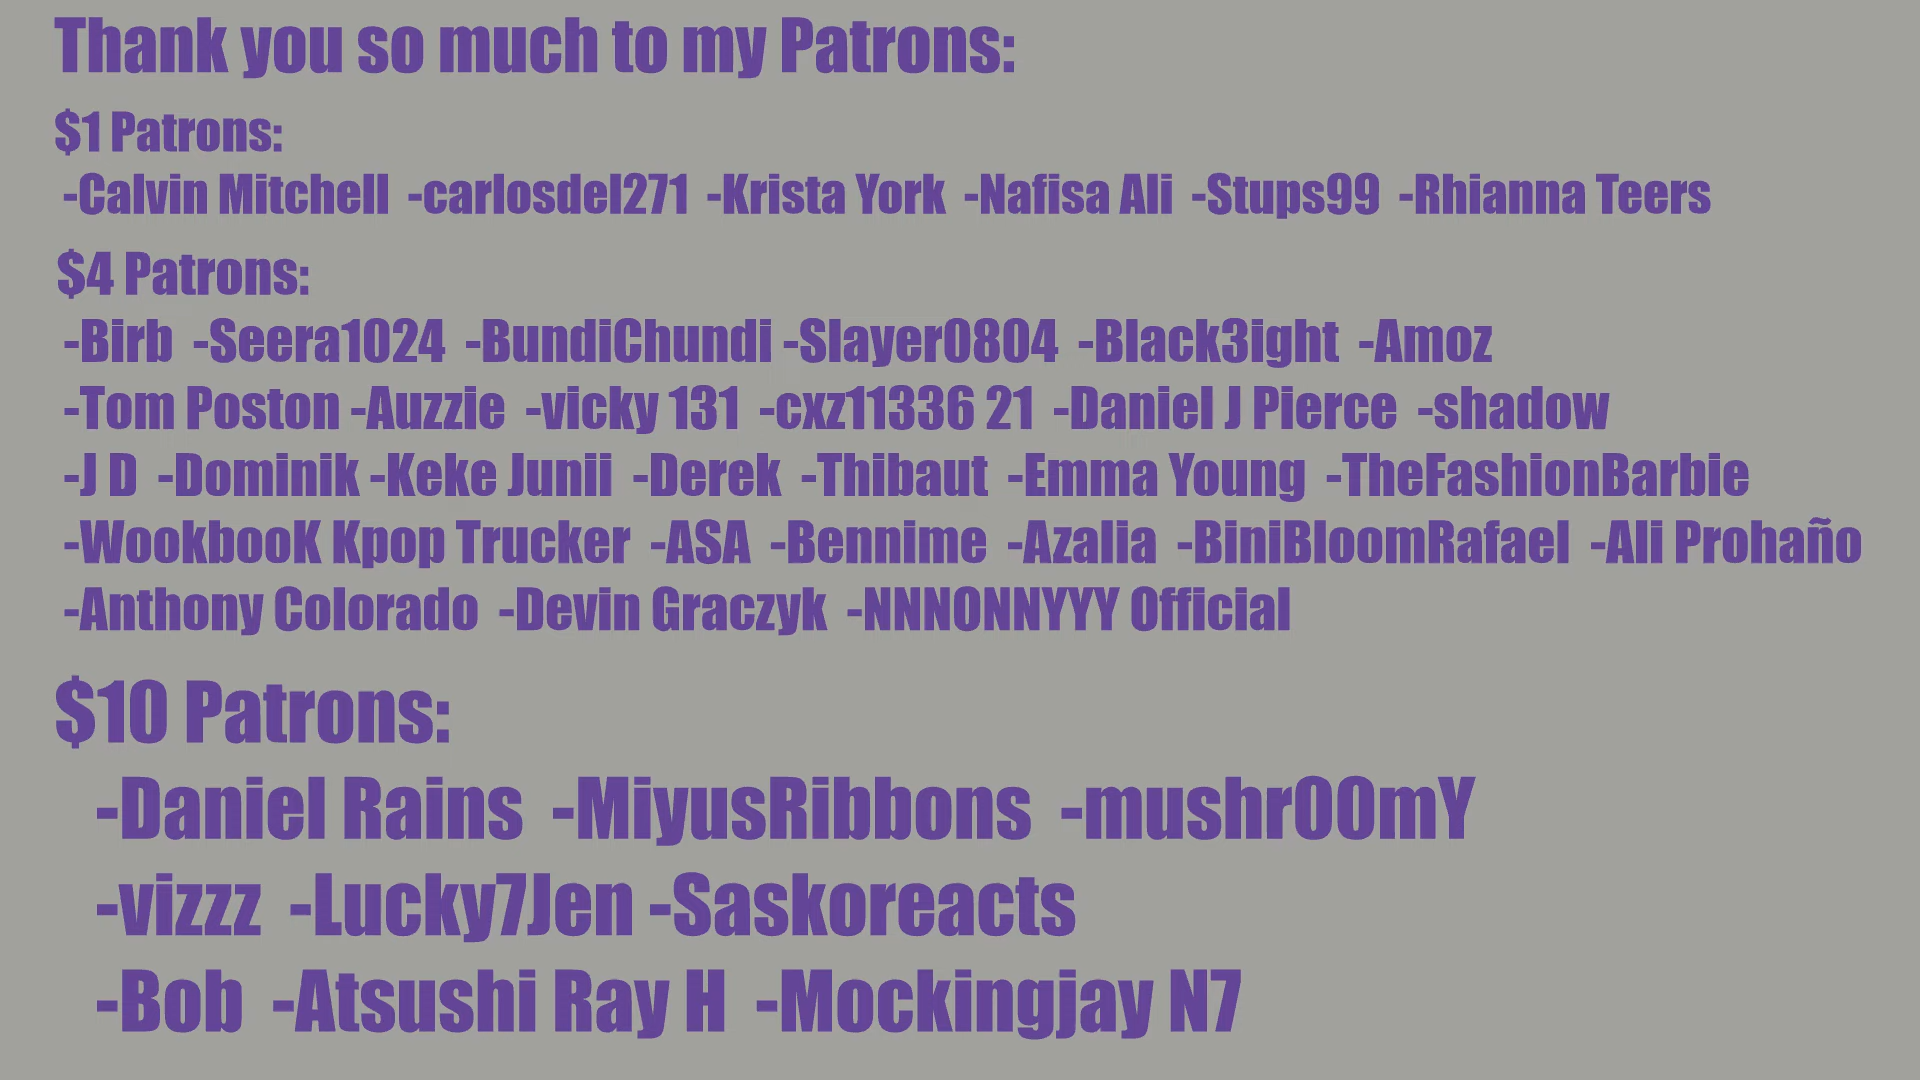 Thank you so much to my Patrons:
$1 Patrons:
-Calvin Mitchell -carlosdel271 -Krista York -Nafisa Ali -Stups99 -Rhianna Teers
$4 Patrons:
-Birb -Seera1024 -BundiChundi -Slayer0804 -Black3ight -Amoz
-Tom Poston -Auzzie -vicky 131 -cxz11336 21 -Daniel J Pierce -shadow
-J D -Dominik -Keke Junii -Derek -Thibaut -Emma Young -TheFashionBarbie
-WookbooK Kpop Trucker -ASA -Bennime -Azalia -BiniBloomRafael -Ali Prohaño
-Anthony Colorado -Devin Graczyk -NNNONNYYY Official
$10 Patrons:
-Daniel Rains -MiyusRibbons -mushr00mY
-vizzz -Lucky7Jen -Saskoreacts
-Bob -Atsushi Ray H -Mockingjay N7